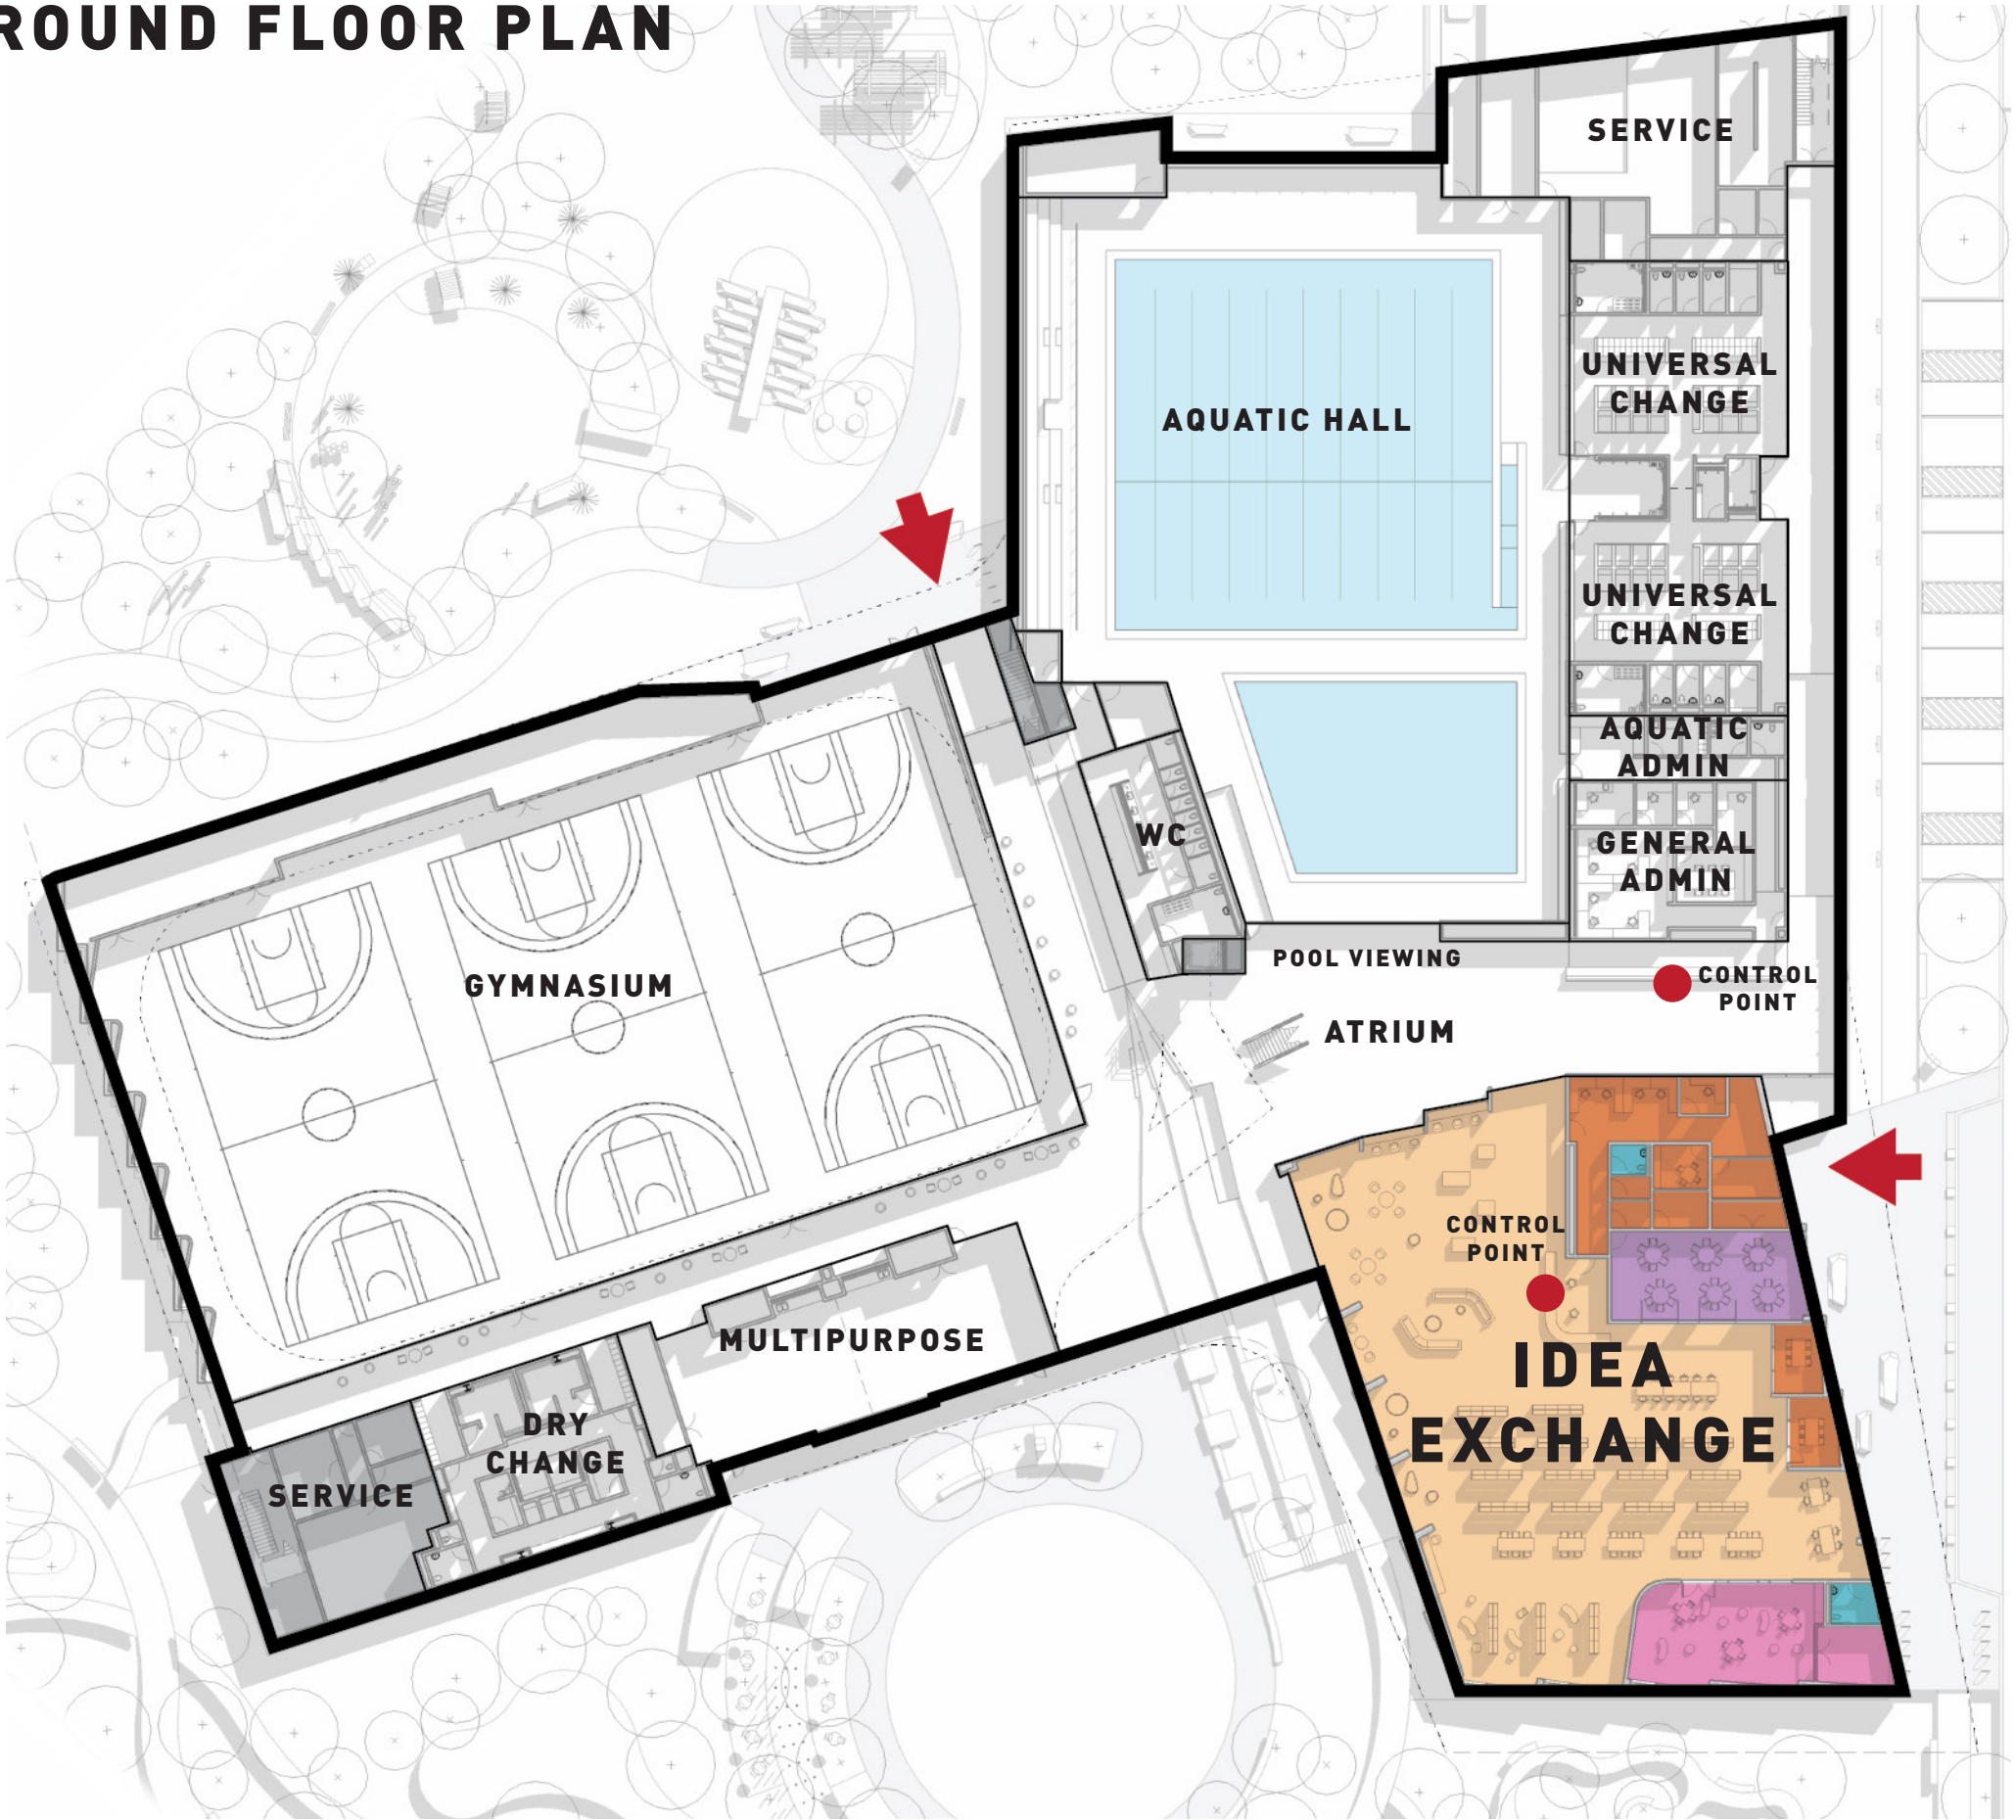 ROUND FLOOR PLAN
SERVICE
UNIVERSAL
CHANGE
AQUATIC HALL
UNIVERSAL
CHANGE
AQUATIC
ADMIN
WC
GENERAL
ADMIN
POOL VIEWING
CONTROL
POINT
GYMNASIUM
ATRIUM
CONTROL
POINT
MULTIPURPOSE
IDEA
EXCHANGE
DRY
CHANGE
SERVICE